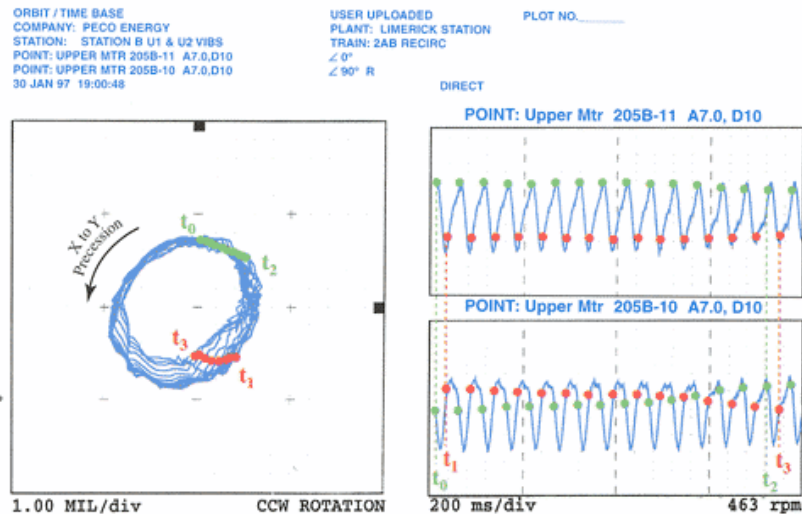 ORBIT / TIME BASE
COMPANY: PECO ENERGY
STATION: STATION B U1 & U2 VIBS
POINT: UPPER MTR 205B-11 A7.0,D10
POINT: UPPER MTR 205B-10 A7.0,D10
30 JAN 97 19:00:48
USER UPLOADED
PLANT: LIMERICK STATION
TRAIN: 2AB RECIRC
∠ 0°
∠ 90° R
PLOT NO.
DIRECT
X to Y
Precession
t0
t2
t3
t1
1.00 MIL/div CCW ROTATION
POINT: Upper Mtr 205B-11 A7.0, D10
POINT: Upper Mtr 205B-10 A7.0, D10
t1 t3
t0 t2
200 ms/div 463 rpm